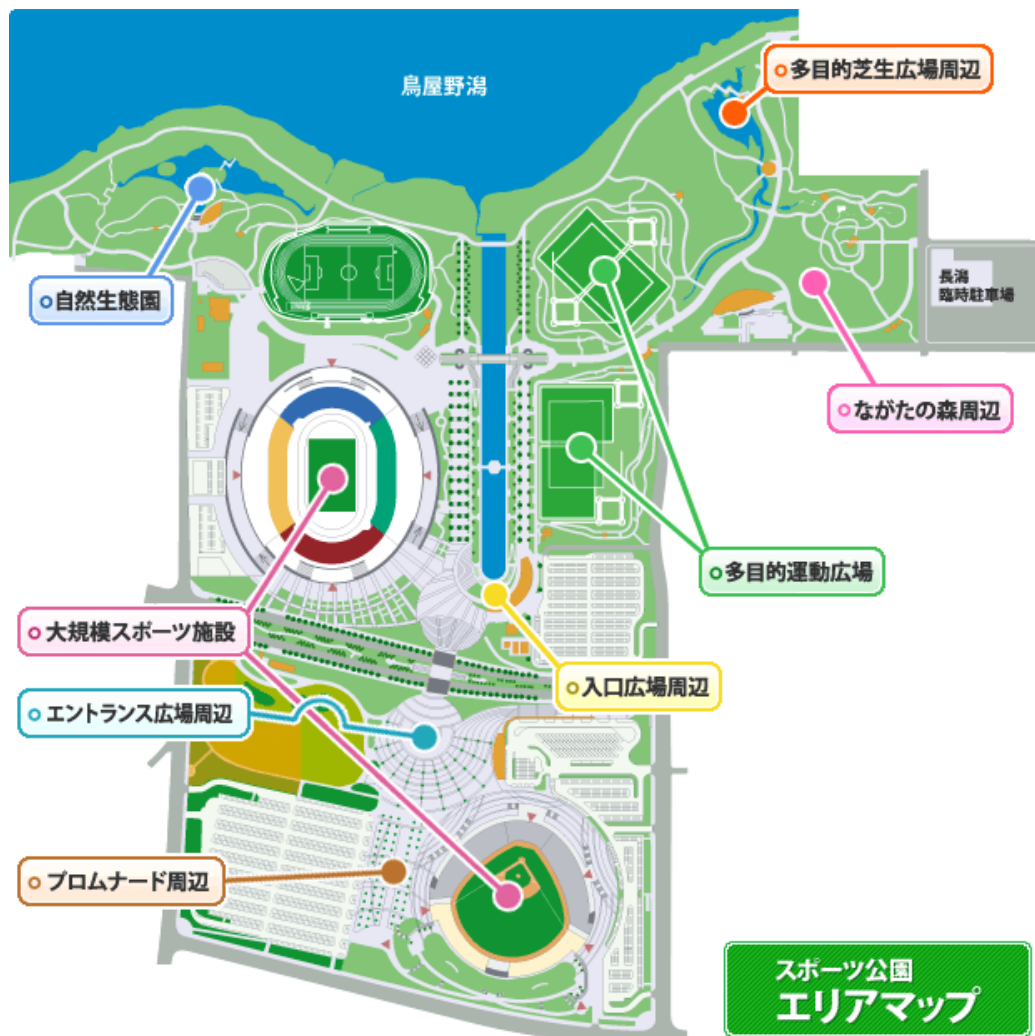 多目的芝生広場周辺
鳥屋野潟
自然生態園
長潟
臨時駐車場
ながたの森周辺
多目的運動広場
大規模スポーツ施設
入口広場周辺
エントランス広場周辺
プロムナード周辺
スポーツ公園
エリアマップ